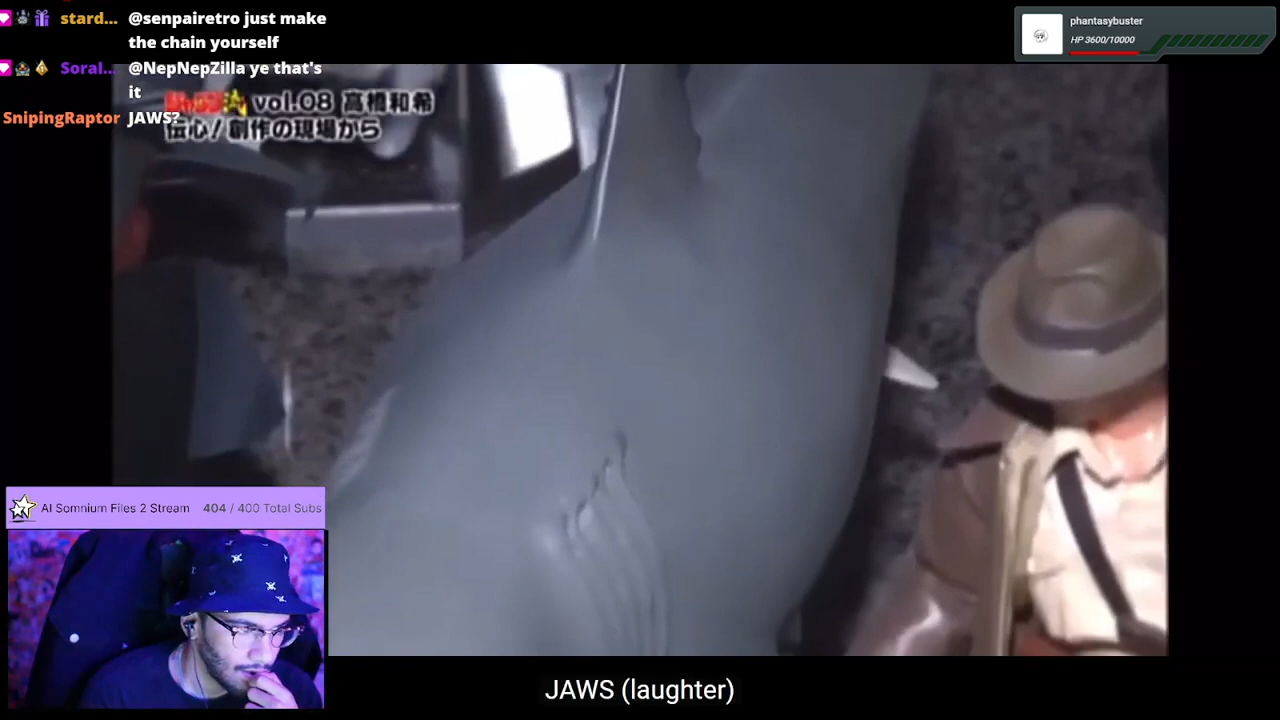 stard... @senpairetro just make
the chain yourself
Soral... @NepNepZilla ye that's
it
SnipingRaptor JAWS?
phantasybuster
HP 3600/10000
vol.08 高橋和希
伝心!創作の現場から
AI Somnium Files 2 Stream 404 / 400 Total Subs
JAWS (laughter)